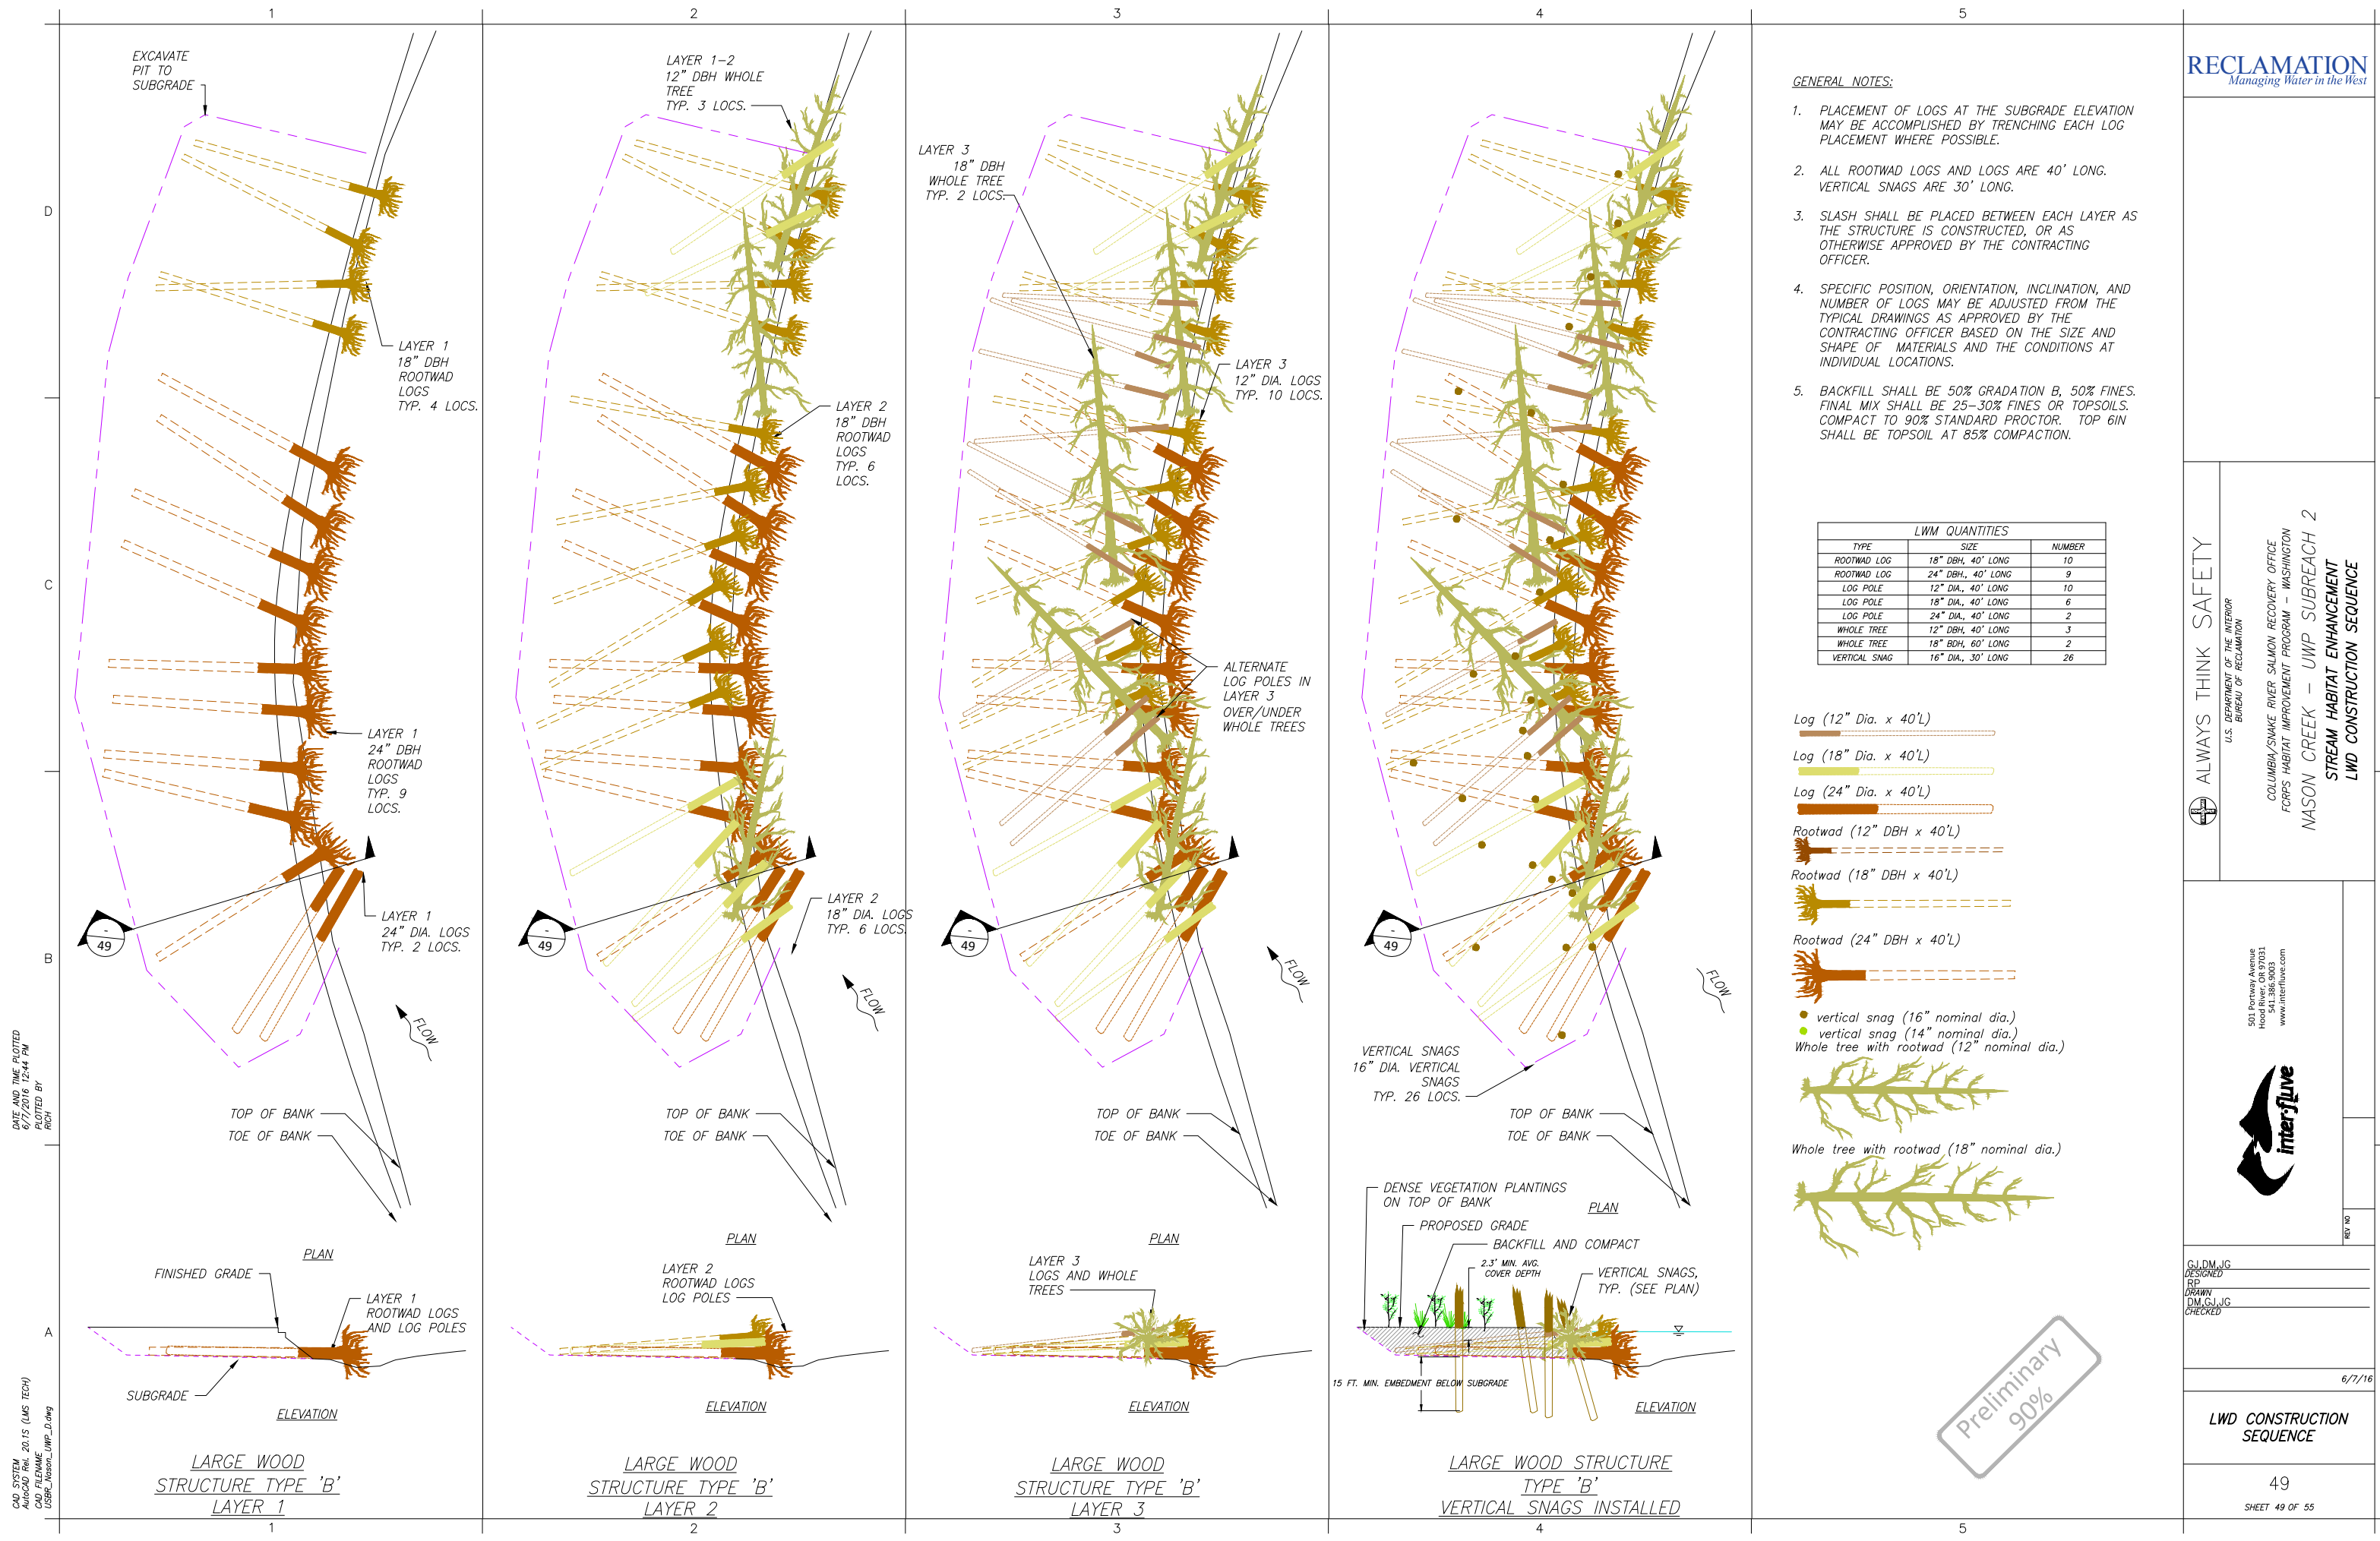 1
2
3
4
5
EXCAVATE
PIT TO
SUBGRADE
LAYER 1
18" DBH
ROOTWAD
LOGS
TYP. 4 LOCS.
LAYER 1
24" DBH
ROOTWAD
LOGS
TYP. 9
LOCS.
LAYER 1
24" DIA. LOGS
TYP. 2 LOCS.
-
49
FLOW
TOP OF BANK
TOE OF BANK
PLAN
FINISHED GRADE
LAYER 1
ROOTWAD LOGS
AND LOG POLES
SUBGRADE
ELEVATION
LARGE WOOD
STRUCTURE TYPE 'B'
LAYER 1
LAYER 1-2
12" DBH WHOLE
TREE
TYP. 3 LOCS.
LAYER 2
18" DBH
ROOTWAD
LOGS
TYP. 6
LOCS.
LAYER 2
18" DIA. LOGS
TYP. 6 LOCS.
-
49
FLOW
TOP OF BANK
TOE OF BANK
PLAN
LAYER 2
ROOTWAD LOGS
LOG POLES
ELEVATION
LARGE WOOD
STRUCTURE TYPE 'B'
LAYER 2
LAYER 3
18" DBH
WHOLE TREE
TYP. 2 LOCS.
LAYER 3
12" DIA. LOGS
TYP. 10 LOCS.
ALTERNATE
LOG POLES IN
LAYER 3
OVER/UNDER
WHOLE TREES
-
49
FLOW
TOP OF BANK
TOE OF BANK
PLAN
LAYER 3
LOGS AND WHOLE
TREES
ELEVATION
LARGE WOOD
STRUCTURE TYPE 'B'
LAYER 3
-
49
FLOW
VERTICAL SNAGS
16" DIA. VERTICAL
SNAGS
TYP. 26 LOCS.
TOP OF BANK
TOE OF BANK
PLAN
DENSE VEGETATION PLANTINGS
ON TOP OF BANK
PROPOSED GRADE
BACKFILL AND COMPACT
2.3' MIN. AVG.
COVER DEPTH
VERTICAL SNAGS,
TYP. (SEE PLAN)
15 FT. MIN. EMBEDMENT BELOW SUBGRADE
ELEVATION
LARGE WOOD STRUCTURE
TYPE 'B'
VERTICAL SNAGS INSTALLED
GENERAL NOTES:
1. PLACEMENT OF LOGS AT THE SUBGRADE ELEVATION
MAY BE ACCOMPLISHED BY TRENCHING EACH LOG
PLACEMENT WHERE POSSIBLE.
2. ALL ROOTWAD LOGS AND LOGS ARE 40' LONG.
VERTICAL SNAGS ARE 30' LONG.
3. SLASH SHALL BE PLACED BETWEEN EACH LAYER AS
THE STRUCTURE IS CONSTRUCTED, OR AS
OTHERWISE APPROVED BY THE CONTRACTING
OFFICER.
4. SPECIFIC POSITION, ORIENTATION, INCLINATION, AND
NUMBER OF LOGS MAY BE ADJUSTED FROM THE
TYPICAL DRAWINGS AS APPROVED BY THE
CONTRACTING OFFICER BASED ON THE SIZE AND
SHAPE OF MATERIALS AND THE CONDITIONS AT
INDIVIDUAL LOCATIONS.
5. BACKFILL SHALL BE 50% GRADATION B, 50% FINES.
FINAL MIX SHALL BE 25-30% FINES OR TOPSOILS.
COMPACT TO 90% STANDARD PROCTOR. TOP 6IN
SHALL BE TOPSOIL AT 85% COMPACTION.
LWM QUANTITIES
TYPE SIZE NUMBER
ROOTWAD LOG 18" DBH, 40' LONG 10
ROOTWAD LOG 24" DBH., 40' LONG 9
LOG POLE 12" DIA., 40' LONG 10
LOG POLE 18" DIA., 40' LONG 6
LOG POLE 24" DIA., 40' LONG 2
WHOLE TREE 12" DBH, 40' LONG 3
WHOLE TREE 18" BDH, 60' LONG 2
VERTICAL SNAG 16" DIA., 30' LONG 26
Log (12" Dia. x 40'L)
Log (18" Dia. x 40'L)
Log (24" Dia. x 40'L)
Rootwad (12" DBH x 40'L)
Rootwad (18" DBH x 40'L)
Rootwad (24" DBH x 40'L)
vertical snag (16" nominal dia.)
vertical snag (14" nominal dia.)
Whole tree with rootwad (12" nominal dia.)
Whole tree with rootwad (18" nominal dia.)
Preliminary
90%
RECLAMATION
Managing Water in the West
ALWAYS THINK SAFETY
U.S. DEPARTMENT OF THE INTERIOR
BUREAU OF RECLAMATION
COLUMBIA/SNAKE RIVER SALMON RECOVERY OFFICE
FCRPS HABITAT IMPROVEMENT PROGRAM - WASHINGTON
NASON CREEK - UWP SUBREACH 2
STREAM HABITAT ENHANCEMENT
LWD CONSTRUCTION SEQUENCE
501 Portway Avenue
Hood River, OR 97031
541.386.9003
www.interfluve.com
inter-fluve
REV NO
GJ,DM,JG
DESIGNED
RP
DRAWN
DM,GJ,JG
CHECKED
6/7/16
LWD CONSTRUCTION
SEQUENCE
49
SHEET 49 OF 55
D
C
B
A
DATE AND TIME PLOTTED
6/7/2016 12:44 PM
PLOTTED BY
RICH
CAD SYSTEM
AutoCAD Rel. 20.1S (LMS TECH)
CAD FILENAME
USBR_Nason_UWP_D.dwg
1
2
3
4
5